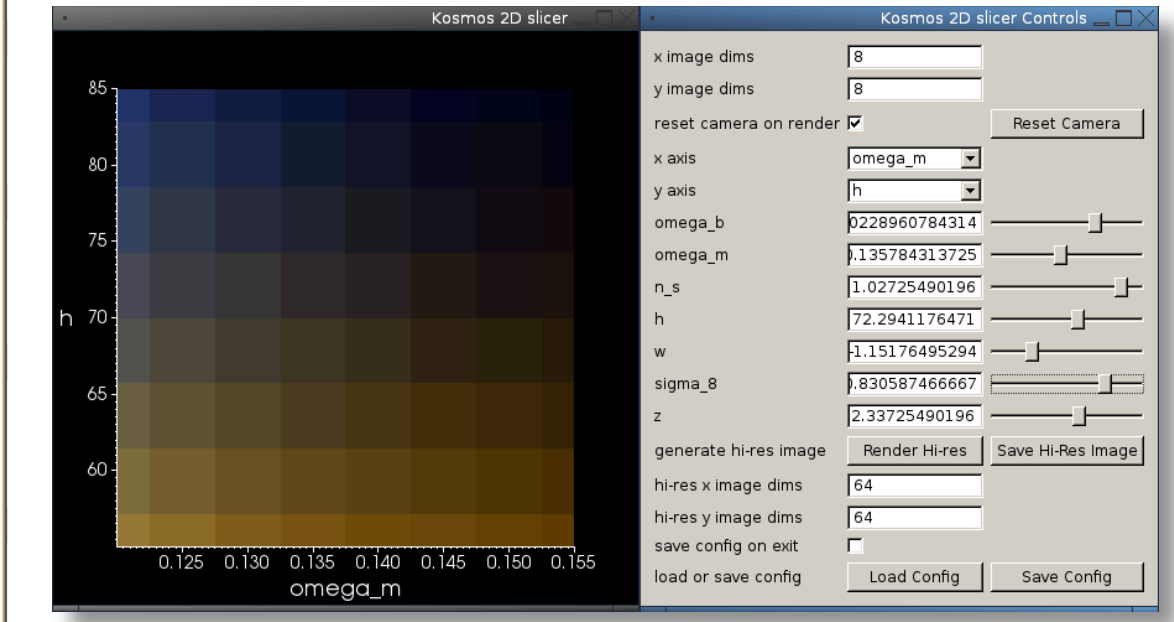 Kosmos 2D slicer
85
80
75
h 70
65
60
0.125 0.130 0.135 0.140 0.145 0.150 0.155
omega_m
Kosmos 2D slicer Controls
x image dims 8
y image dims 8
reset camera on render Reset Camera
x axis omega_m
y axis h
omega_b 0228960784314
omega_m 0.135784313725
n_s 1.02725490196
h 72.2941176471
w -1.15176495294
sigma_8 0.830587466667
z 2.33725490196
generate hi-res image Render Hi-res Save Hi-Res Image
hi-res x image dims 64
hi-res y image dims 64
save config on exit
load or save config Load Config Save Config